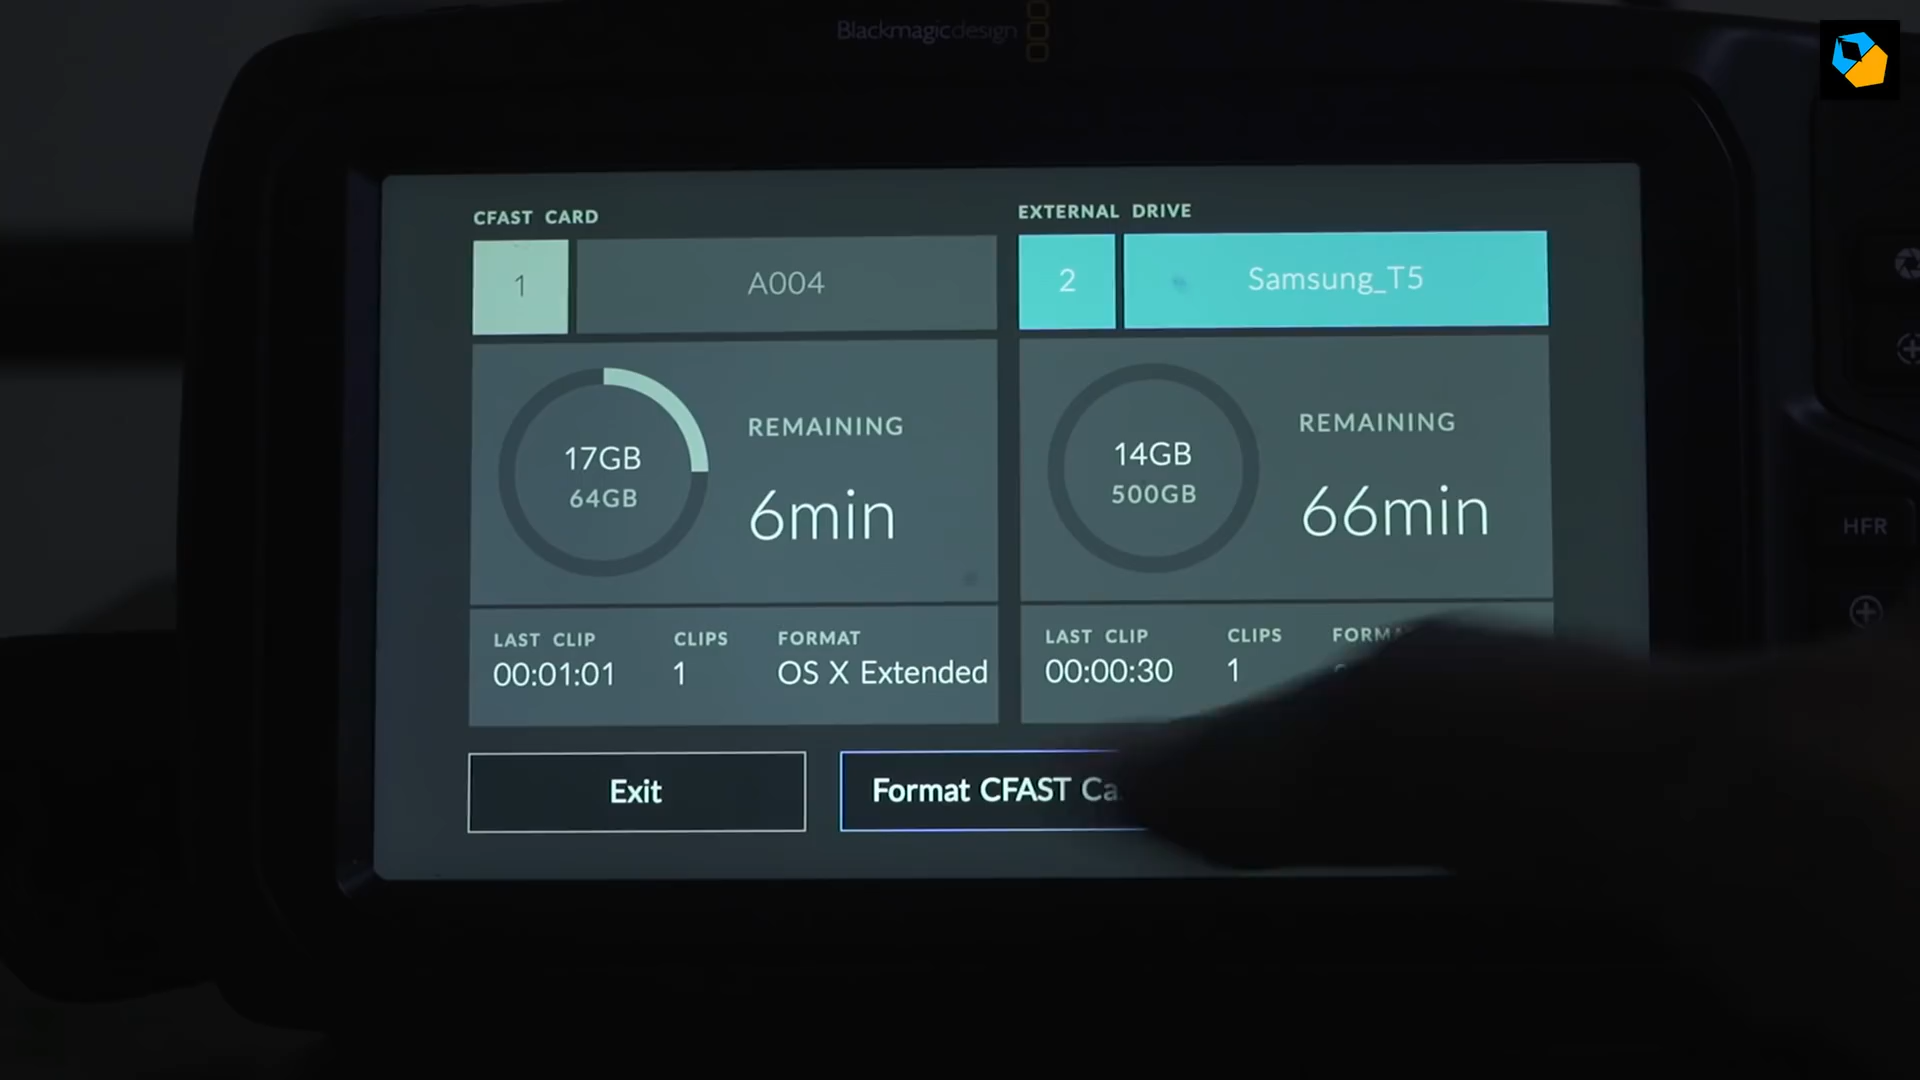 Blackmagicdesign
CFAST CARD
1
A004
17GB
64GB
REMAINING
6min
LAST CLIP
00:01:01
CLIPS
1
FORMAT
OS X Extended
EXTERNAL DRIVE
2
Samsung_T5
14GB
500GB
REMAINING
66min
LAST CLIP
00:00:30
CLIPS
1
FORMA
Exit
Format CFAST Ca
HFR